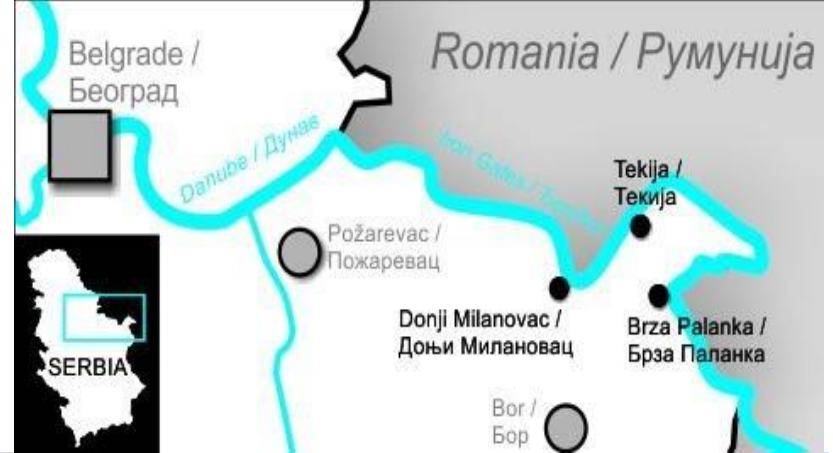 Belgrade /
Београд
Romania / Румунија
Danube / Дунав
Iron Gates /
Tekija /
Текија
Požarevac /
Пожаревац
Donji Milanovac /
Доњи Милановац
Brza Palanka /
Брза Паланка
SERBIA
Bor /
Бор